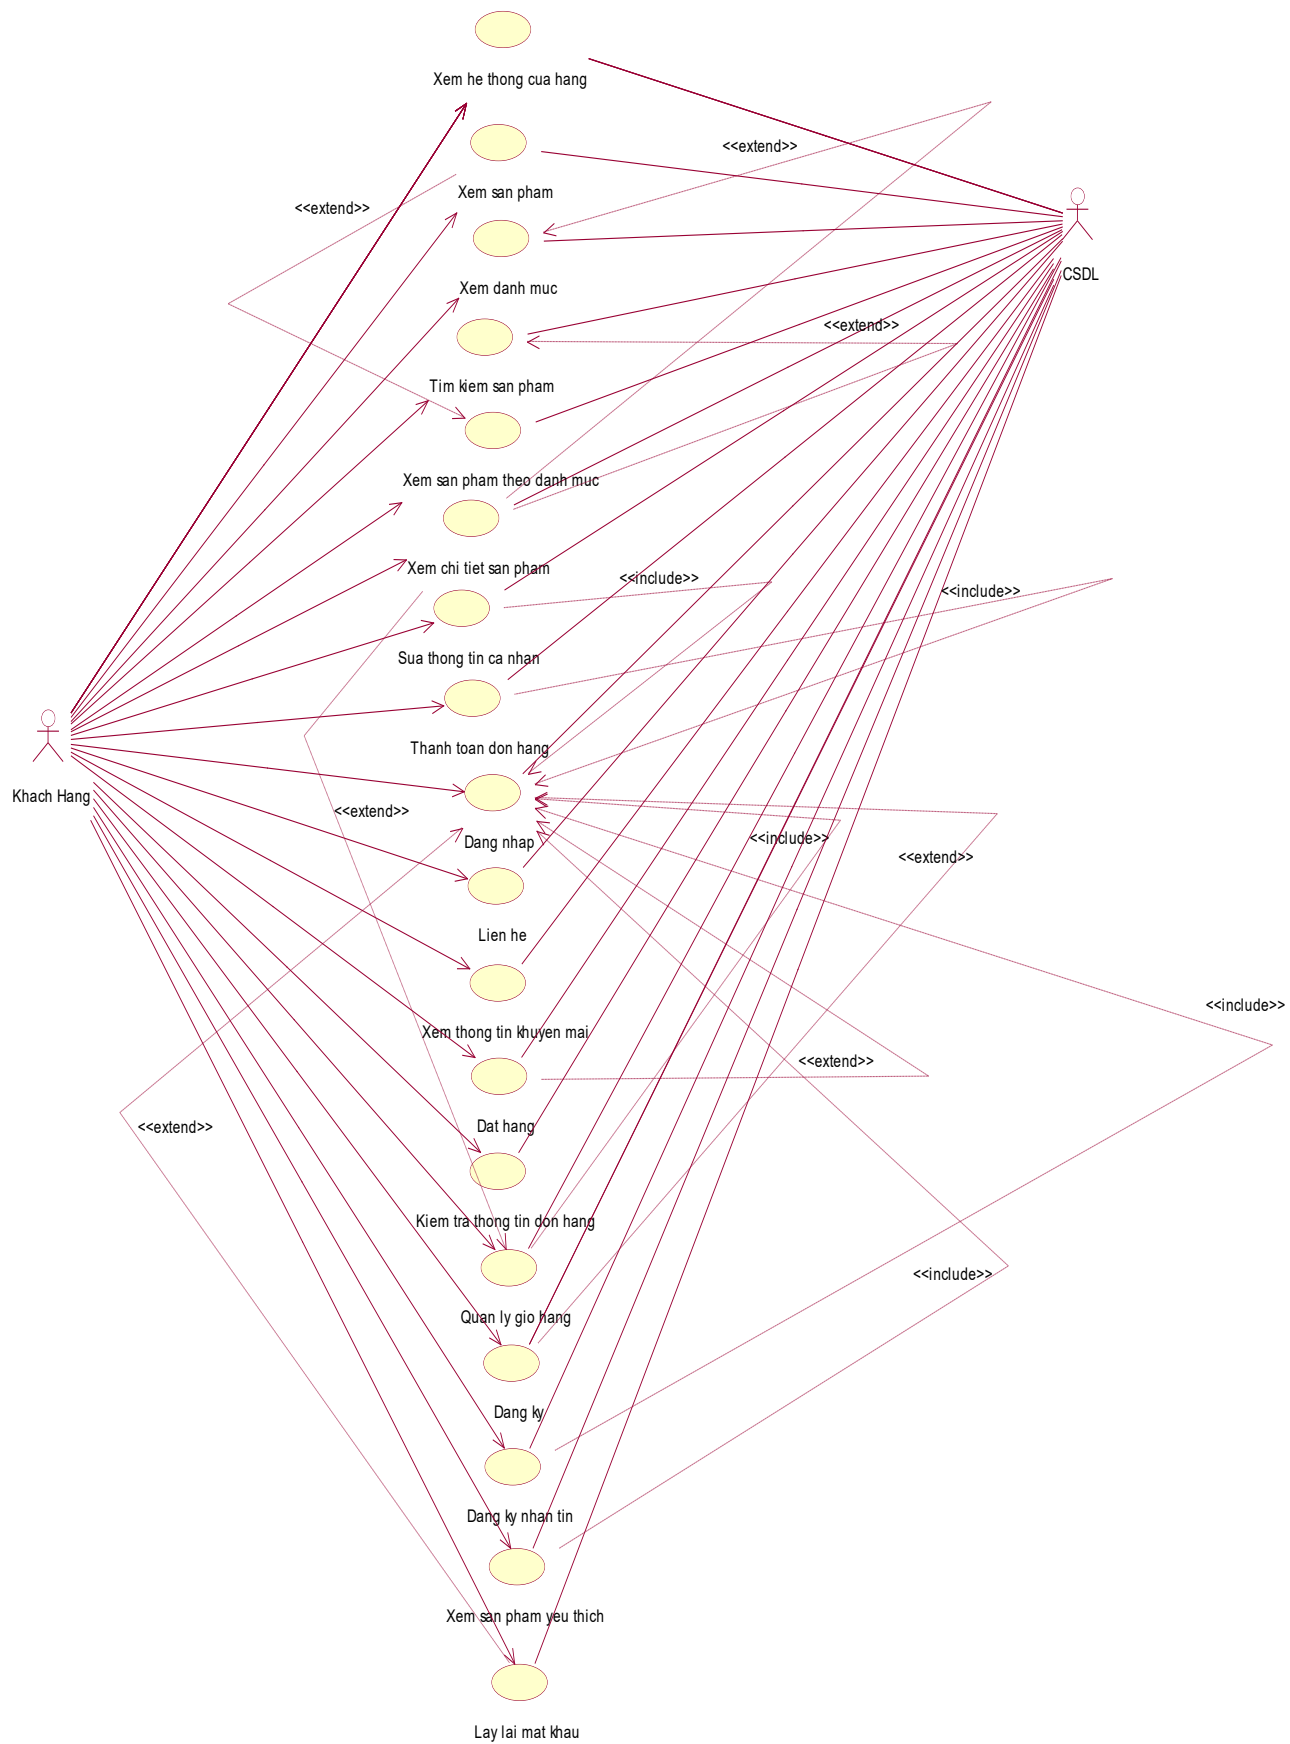 Xem he thong cua hang
<<extend>>
Xem san pham
<<extend>>
CSDL
Xem danh muc
<<extend>>
Tim kiem san pham
Xem san pham theo danh muc
Xem chi tiet san pham
<<include>>
<<include>>
Sua thong tin ca nhan
Thanh toan don hang
Khach Hang
<<extend>>
Dang nhap
<<include>>
<<extend>>
Lien he
<<include>>
Xem thong tin khuyen mai
<<extend>>
Dat hang
<<extend>>
Kiem tra thong tin don hang
<<include>>
Quan ly gio hang
Dang ky
Dang ky nhan tin
Xem san pham yeu thich
Lay lai mat khau